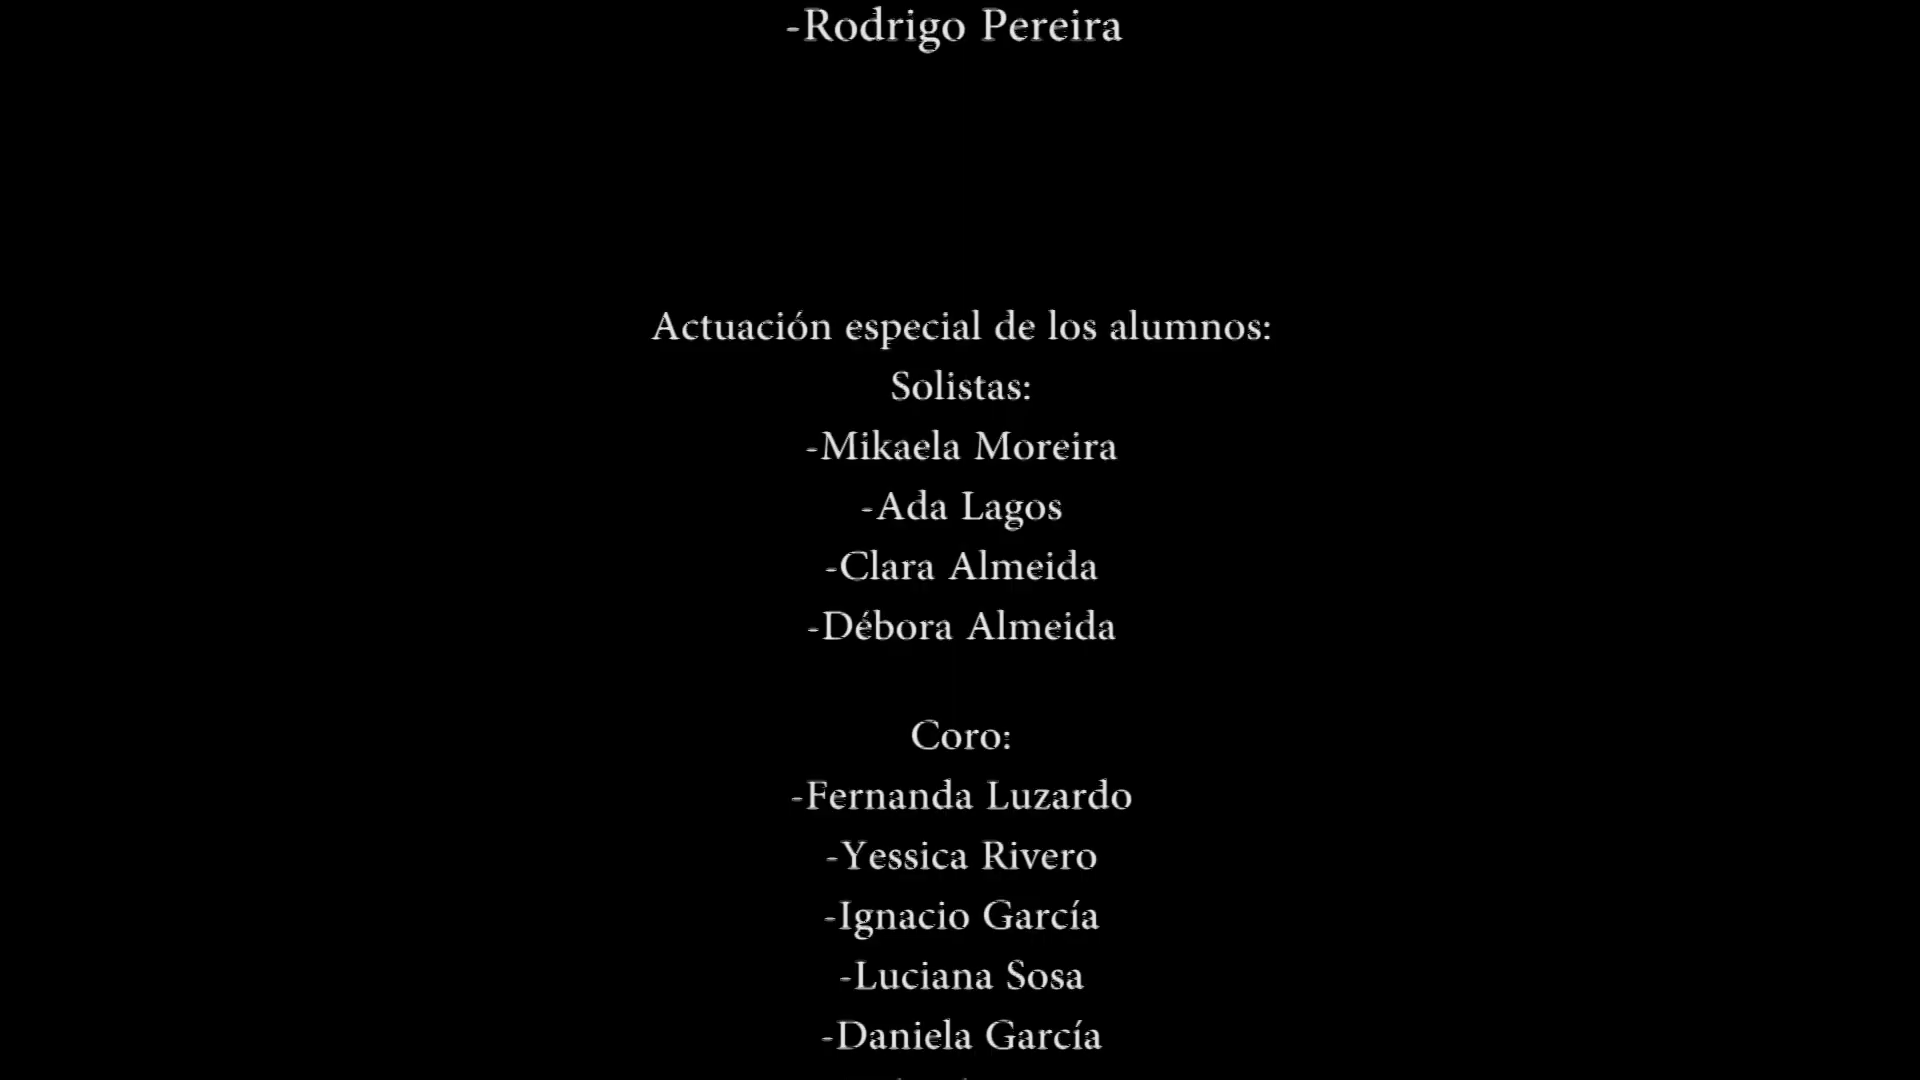 -Rodrigo Pereira
Actuación especial de los alumnos:
Solistas:
-Mikaela Moreira
-Ada Lagos
-Clara Almeida
-Débora Almeida
Coro:
-Fernanda Luzardo
-Yessica Rivero
-Ignacio García
-Luciana Sosa
-Daniela García